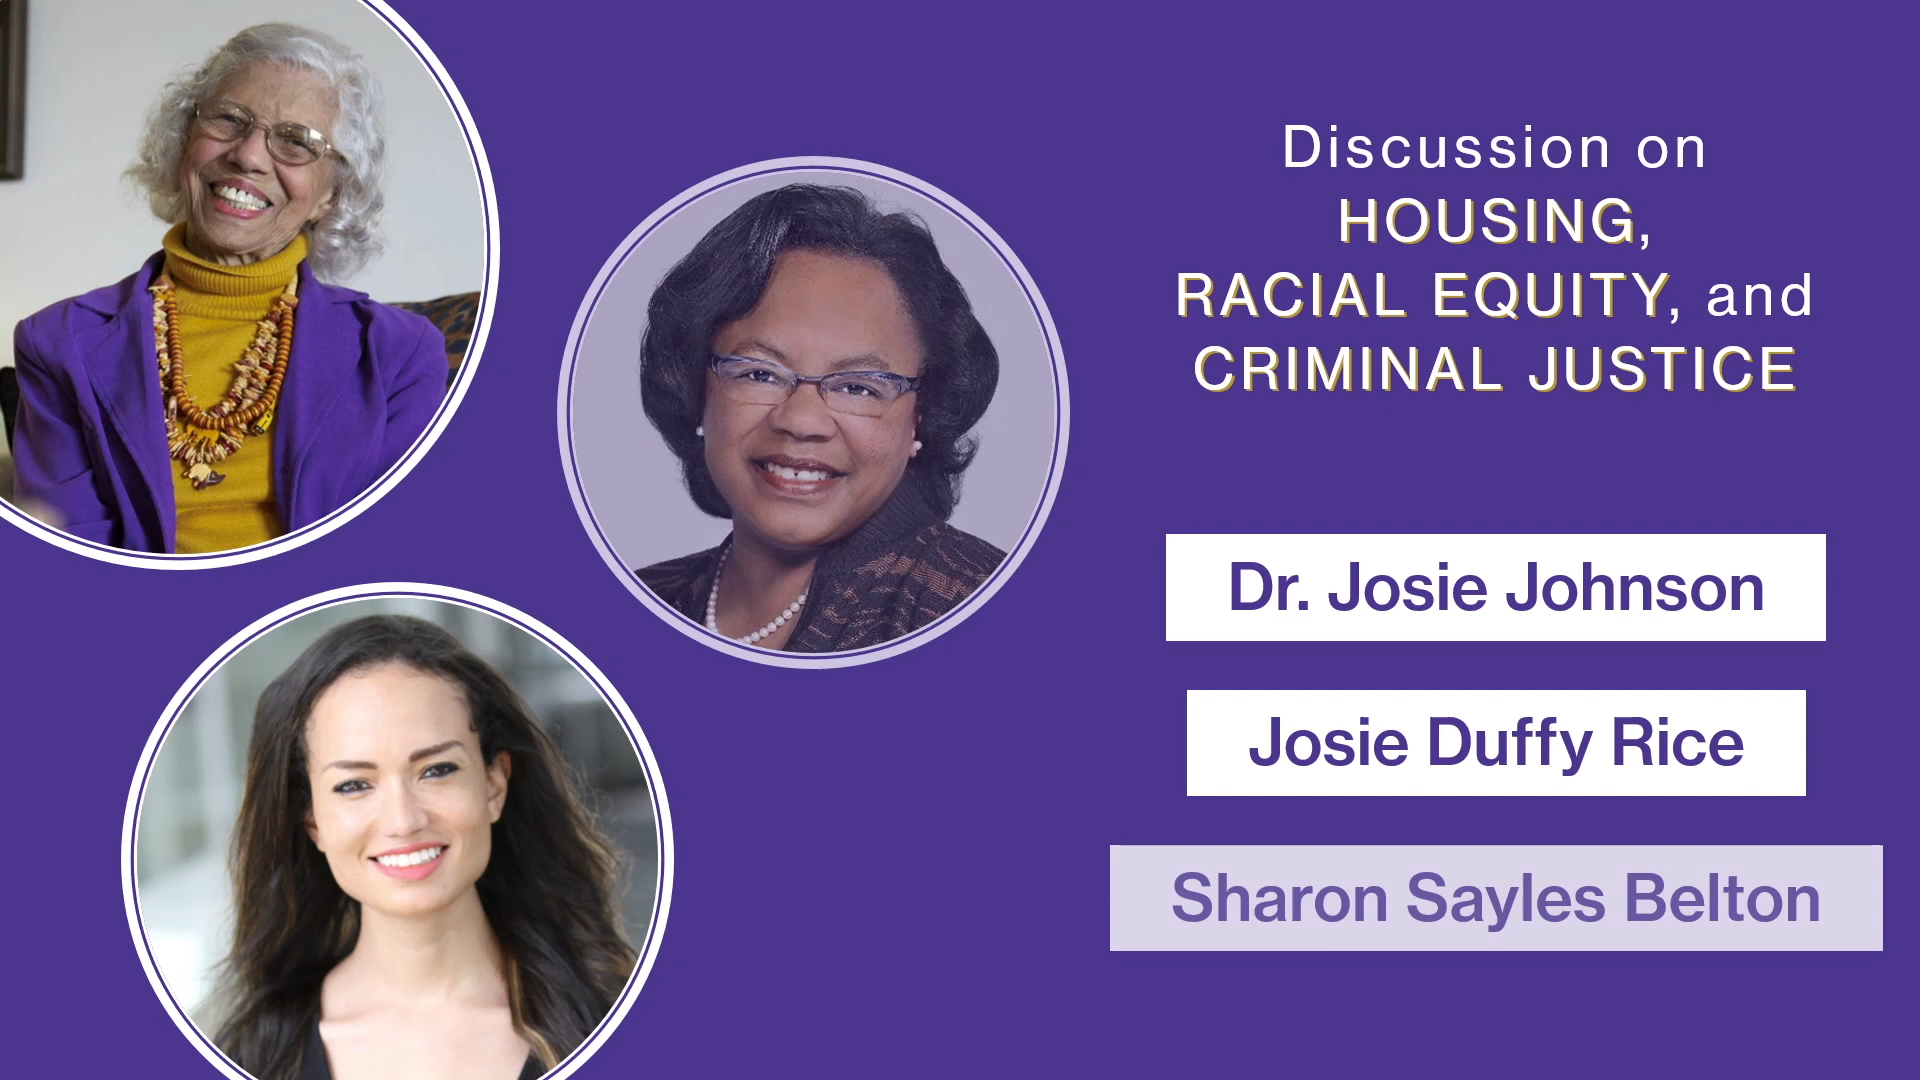 Discussion on
HOUSING,
RACIAL EQUITY, and
CRIMINAL JUSTICE
Dr. Josie Johnson
Josie Duffy Rice
Sharon Sayles Belton